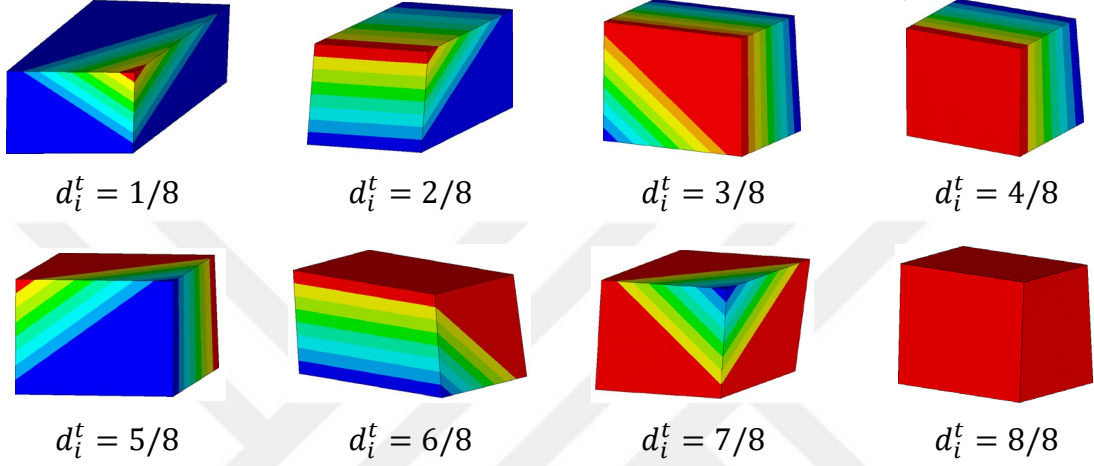 d_i^t = 1/8
d_i^t = 2/8
d_i^t = 3/8
d_i^t = 4/8
d_i^t = 5/8
d_i^t = 6/8
d_i^t = 7/8
d_i^t = 8/8